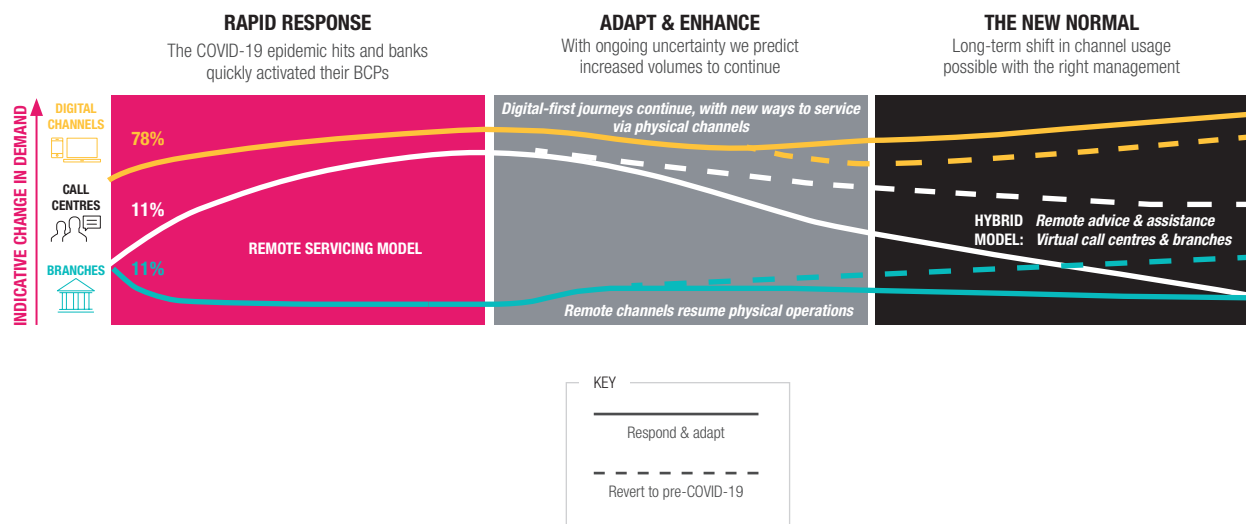 RAPID RESPONSE
The COVID-19 epidemic hits and banks
quickly activated their BCPs
ADAPT & ENHANCE
With ongoing uncertainty we predict
increased volumes to continue
THE NEW NORMAL
Long-term shift in channel usage
possible with the right management
INDICATIVE CHANGE IN DEMAND
DIGITAL
CHANNELS
CALL
CENTRES
BRANCHES
78%
11%
11%
REMOTE SERVICING MODEL
Digital-first journeys continue, with new ways to service
via physical channels
Remote channels resume physical operations
HYBRID Remote advice & assistance
MODEL: Virtual call centres & branches
KEY
Respond & adapt
Revert to pre-COVID-19